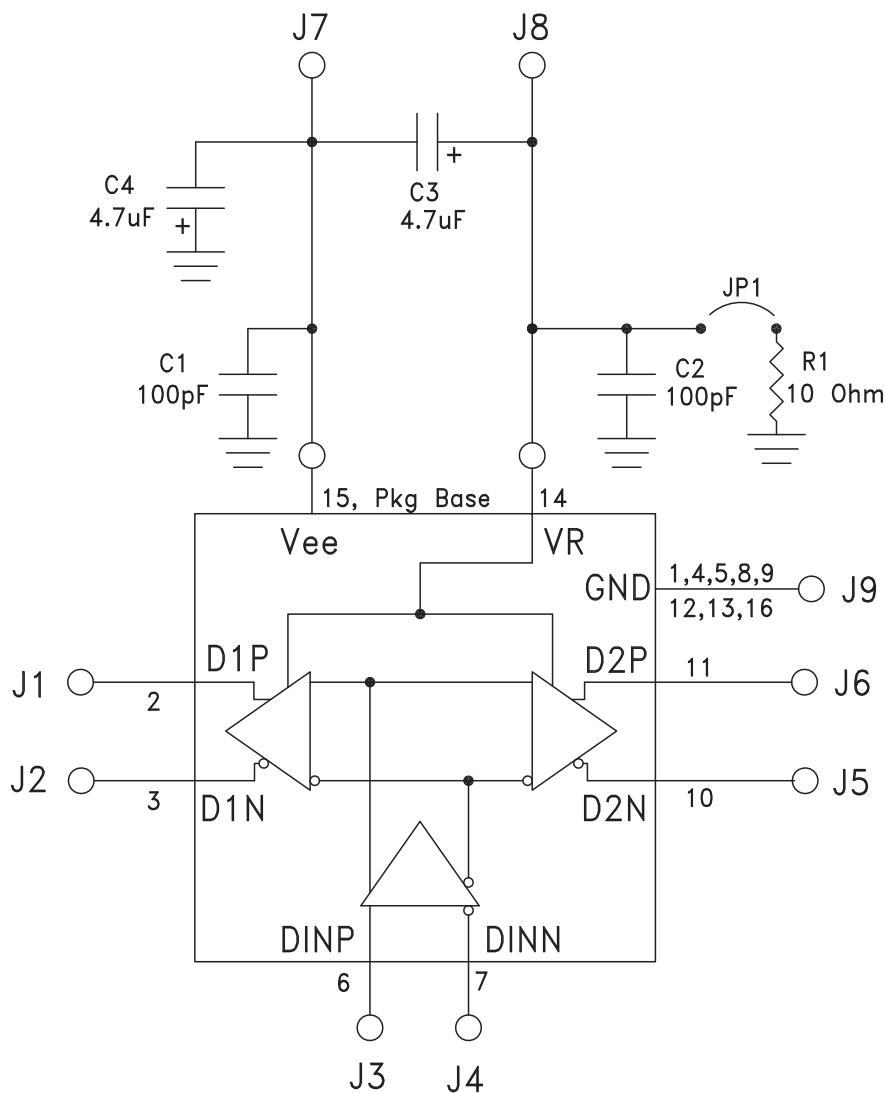 J7
J8
C4
4.7uF
+
+
C3
4.7uF
JP1
C1
100pF
C2
100pF
R1
10 Ohm
15, Pkg Base
14
Vee
VR
GND
1,4,5,8,9
12,13,16
J9
J1
2
D1P
D2P
11
J6
J2
3
D1N
D2N
10
J5
DINP
DINN
6
7
J3
J4